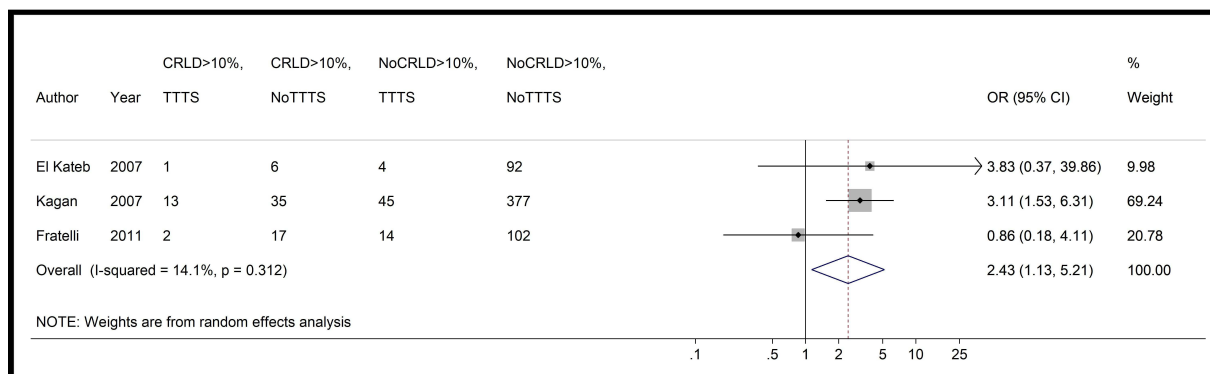 CRLD>10%, CRLD>10%, NoCRLD>10%, NoCRLD>10%, %
Author Year TTTS NoTTTS TTTS NoTTTS OR (95% CI) Weight
El Kateb 2007 1 6 4 92 3.83 (0.37, 39.86) 9.98
Kagan 2007 13 35 45 377 3.11 (1.53, 6.31) 69.24
Fratelli 2011 2 17 14 102 0.86 (0.18, 4.11) 20.78
Overall (I-squared = 14.1%, p = 0.312) 2.43 (1.13, 5.21) 100.00
NOTE: Weights are from random effects analysis
.1 .5 1 2 5 10 25